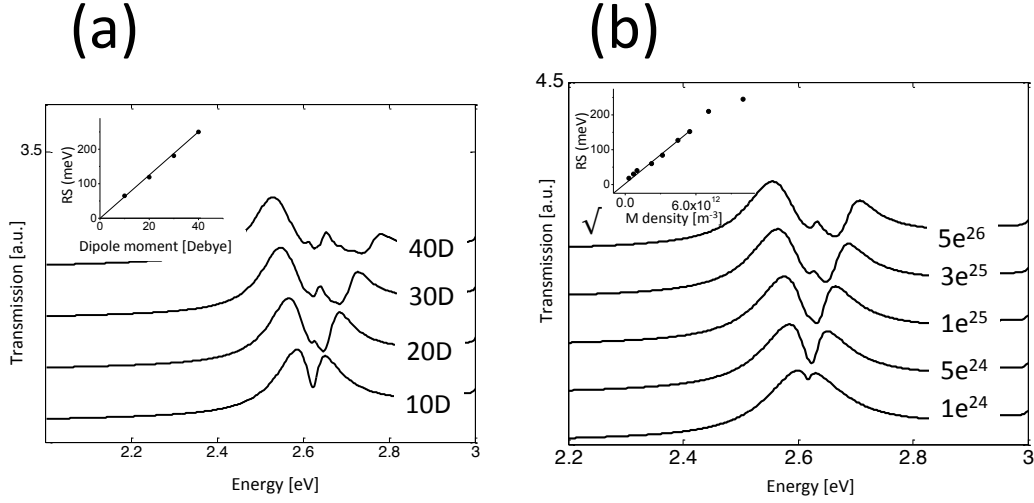 (a)
3.5
Transmission [a.u.]
RS (meV)
200
100
0
0
20
40
Dipole moment [Debye]
40D
30D
20D
10D
2.2
2.4
2.6
2.8
3
Energy [eV]
(b)
4.5
Transmission [a.u.]
RS (meV)
200
100
0
0.0
6.0x10¹²
√
M density [m⁻³]
5e²⁶
3e²⁵
1e²⁵
5e²⁴
1e²⁴
2.2
2.4
2.6
2.8
3
Energy [eV]